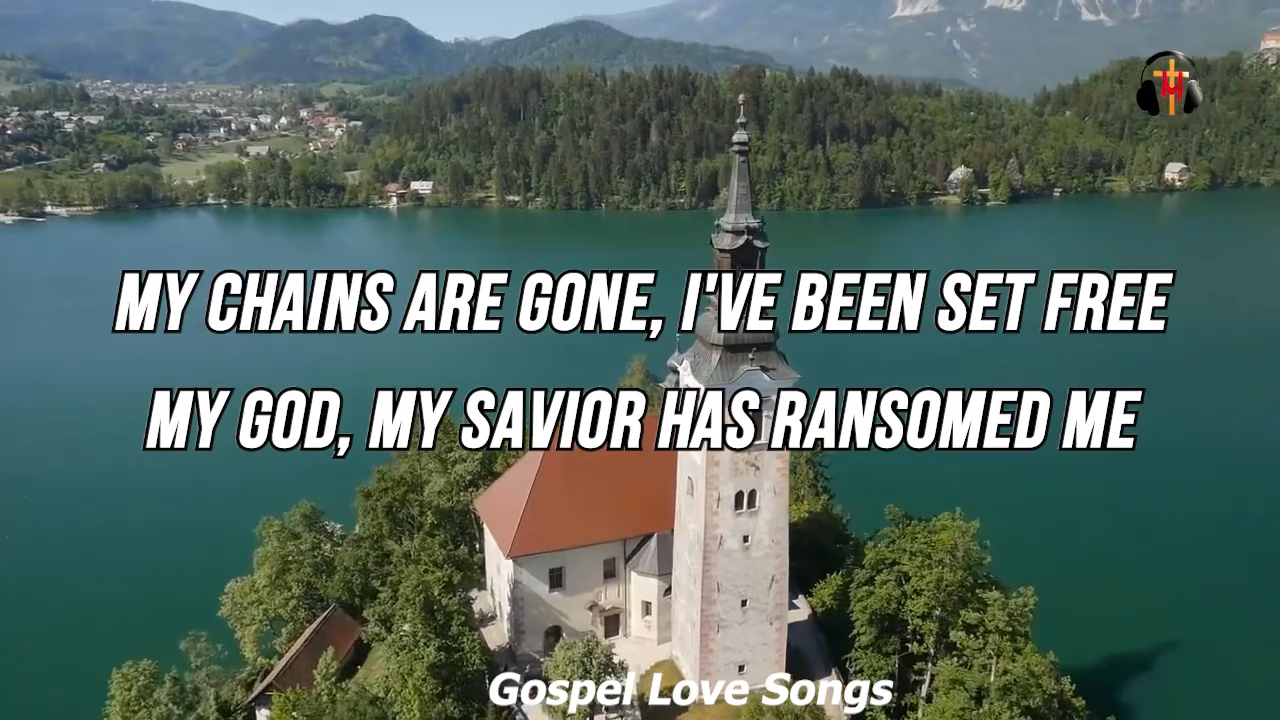 MY CHAINS ARE GONE, I'VE BEEN SET FREE
MY GOD, MY SAVIOR HAS RANSOMED ME
Gospel Love Songs